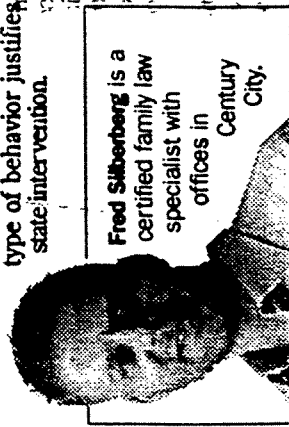 type of behavior justifies
state intervention.
Fred Silberberg is a
certified family law
specialist with
offices in
Century
City.